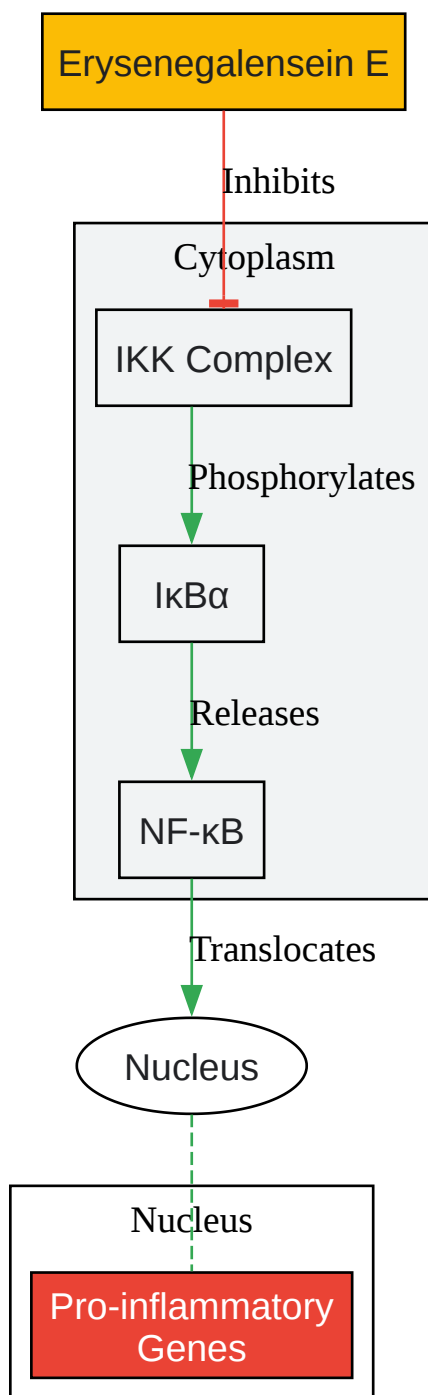 Erysenegalensein E
Inhibits
Cytoplasm
IKK Complex
Phosphorylates
IκBα
Releases
NF-κB
Translocates
Nucleus
Nucleus
Pro-inflammatory
Genes